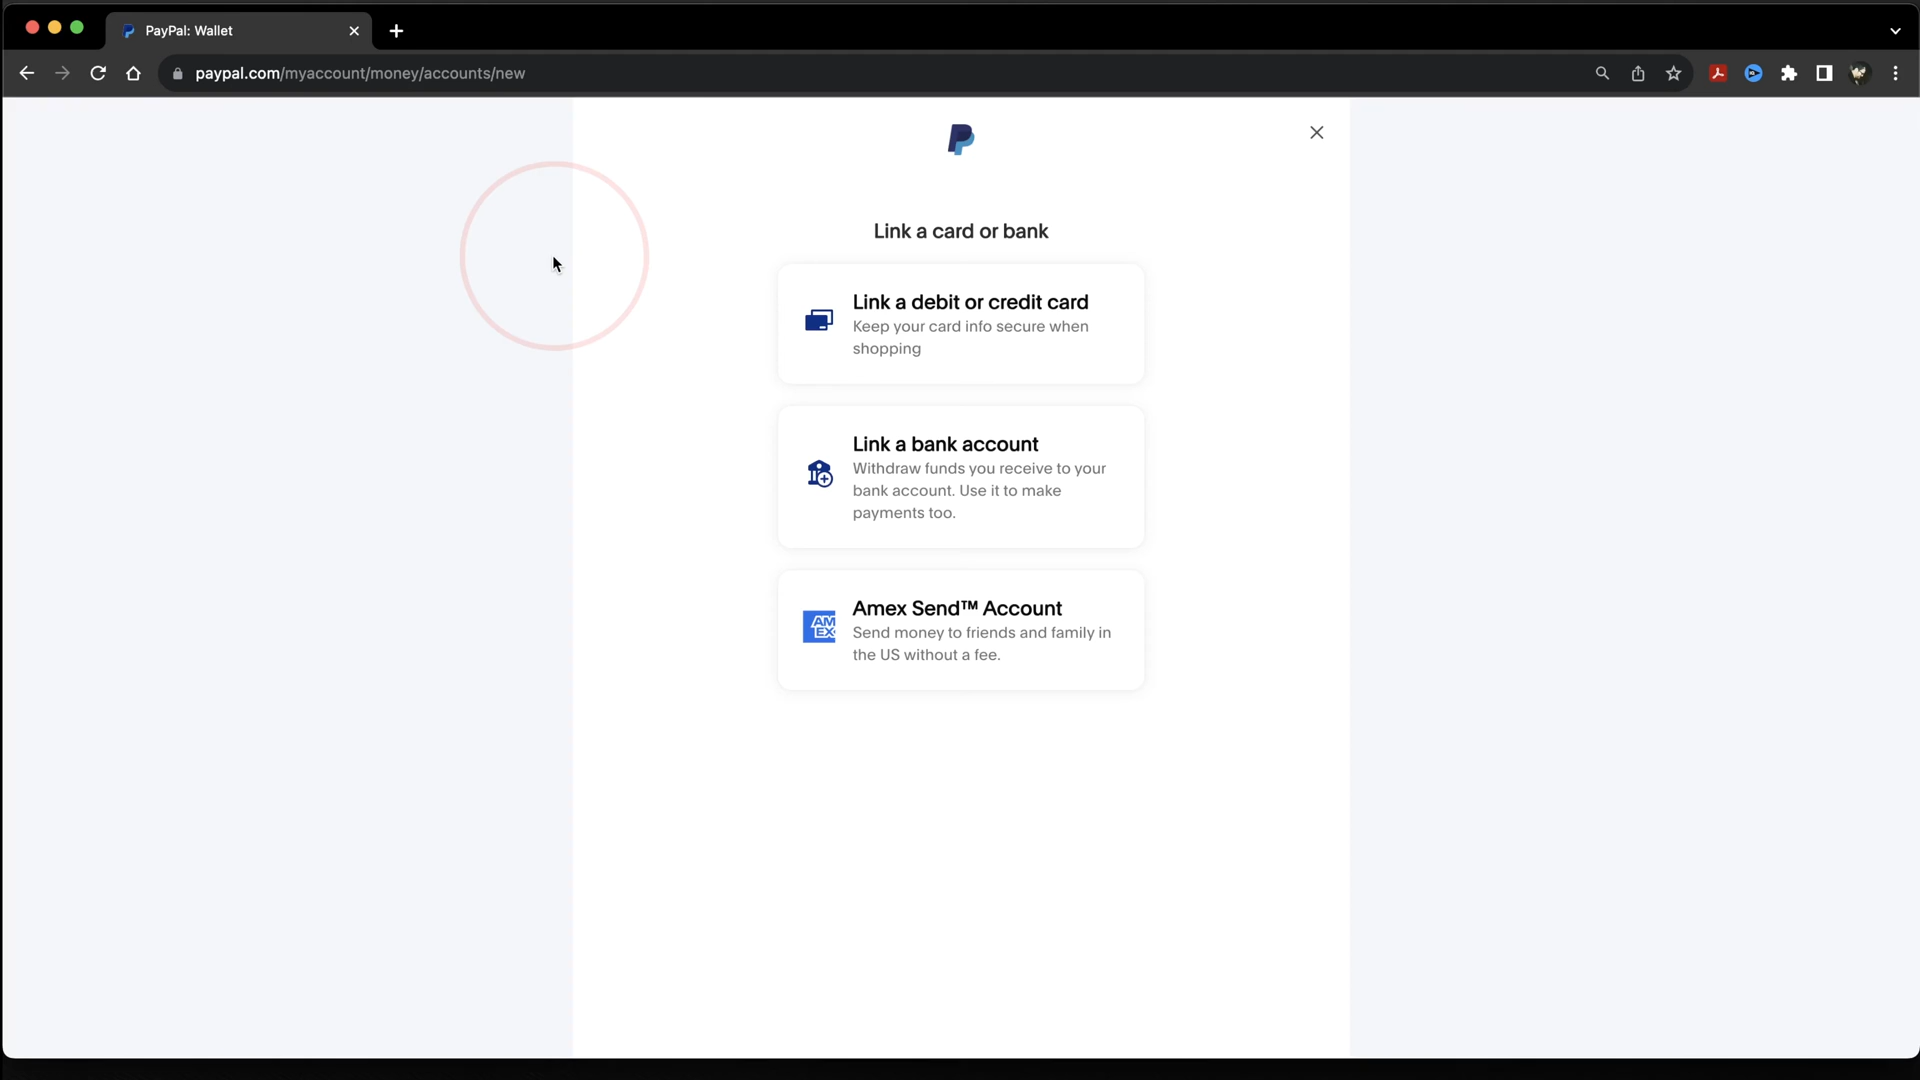 PayPal: Wallet
paypal.com/myaccount/money/accounts/new
Link a card or bank
Link a debit or credit card
Keep your card info secure when
shopping
Link a bank account
Withdraw funds you receive to your
bank account. Use it to make
payments too.
AM
EX
Amex Send™ Account
Send money to friends and family in
the US without a fee.